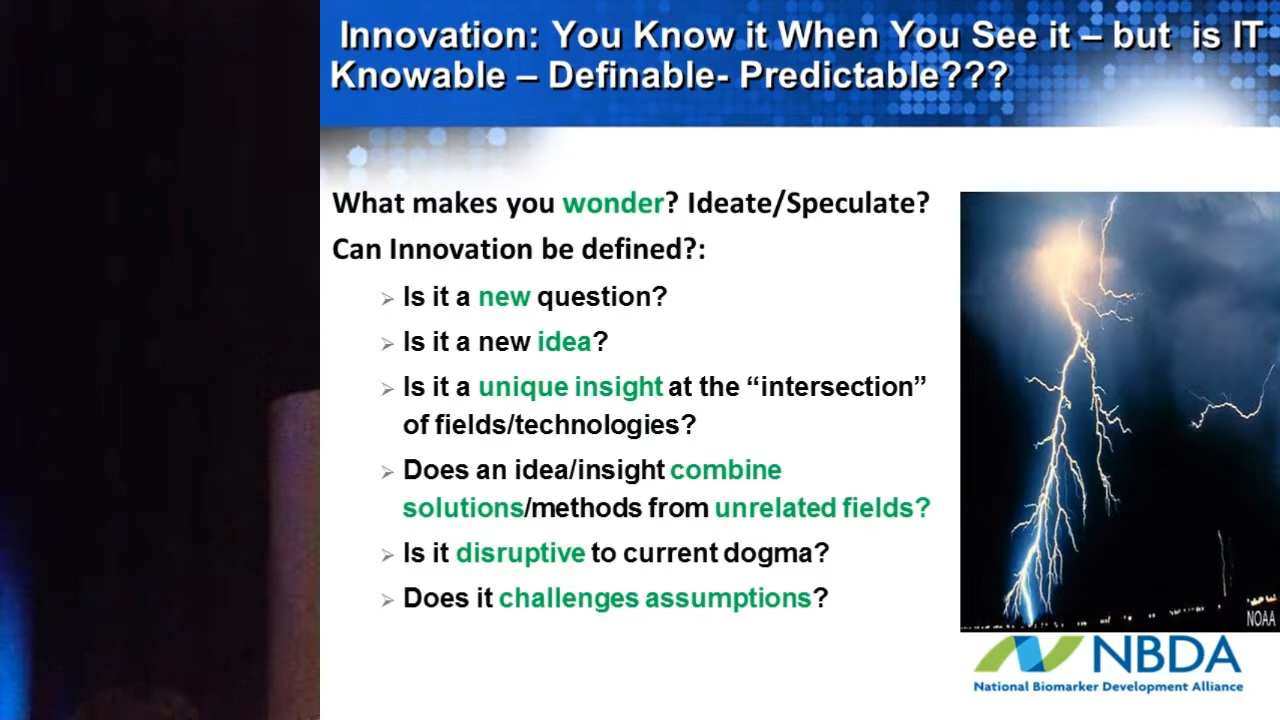 Innovation: You Know it When You See it – but is IT
Knowable – Definable- Predictable???
What makes you wonder? Ideate/Speculate?
Can Innovation be defined?:
Is it a new question?
Is it a new idea?
Is it a unique insight at the “intersection”
of fields/technologies?
Does an idea/insight combine
solutions/methods from unrelated fields?
Is it disruptive to current dogma?
Does it challenges assumptions?
NOAA
NBDA
National Biomarker Development Alliance